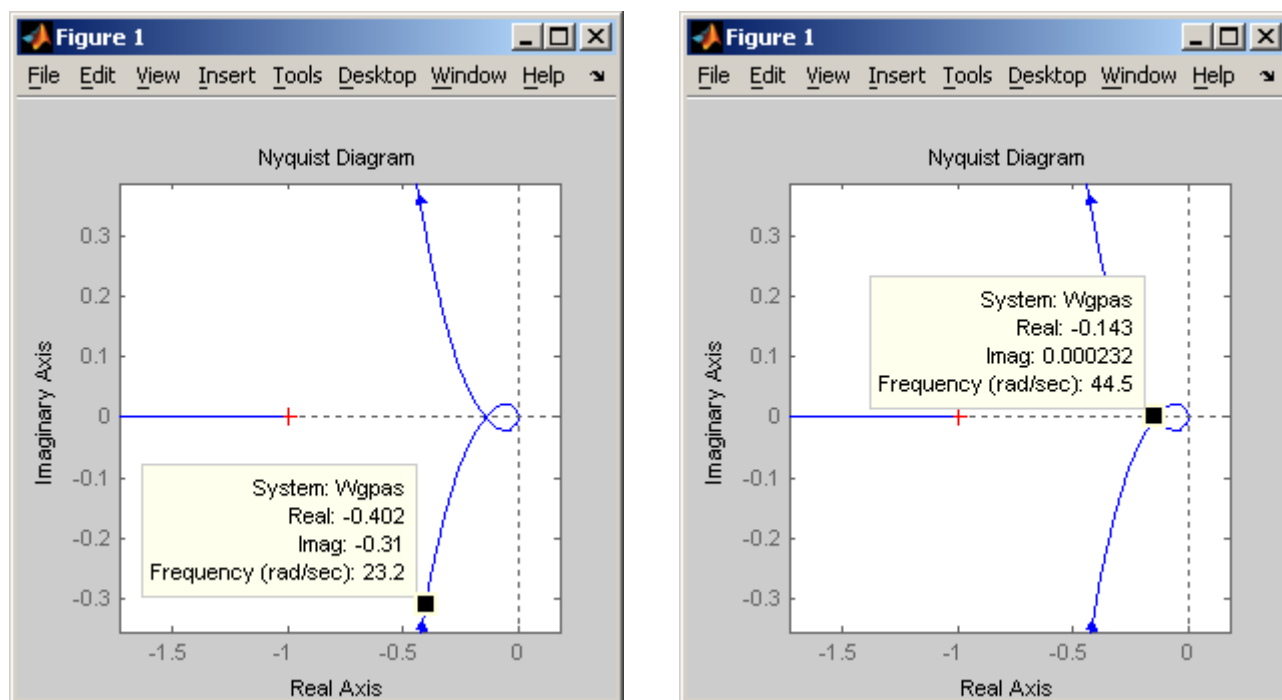 Figure 1
File Edit View Insert Tools Desktop Window Help
Nyquist Diagram
Imaginary Axis
0.3
0.2
0.1
0
-0.1
-0.2
-0.3
System: Wgpas
Real: -0.402
Imag: -0.31
Frequency (rad/sec): 23.2
-1.5 -1 -0.5 0
Real Axis
Figure 1
File Edit View Insert Tools Desktop Window Help
Nyquist Diagram
Imaginary Axis
0.3
0.2
0.1
0
-0.1
-0.2
-0.3
System: Wgpas
Real: -0.143
Imag: 0.000232
Frequency (rad/sec): 44.5
-1.5 -1 -0.5 0
Real Axis